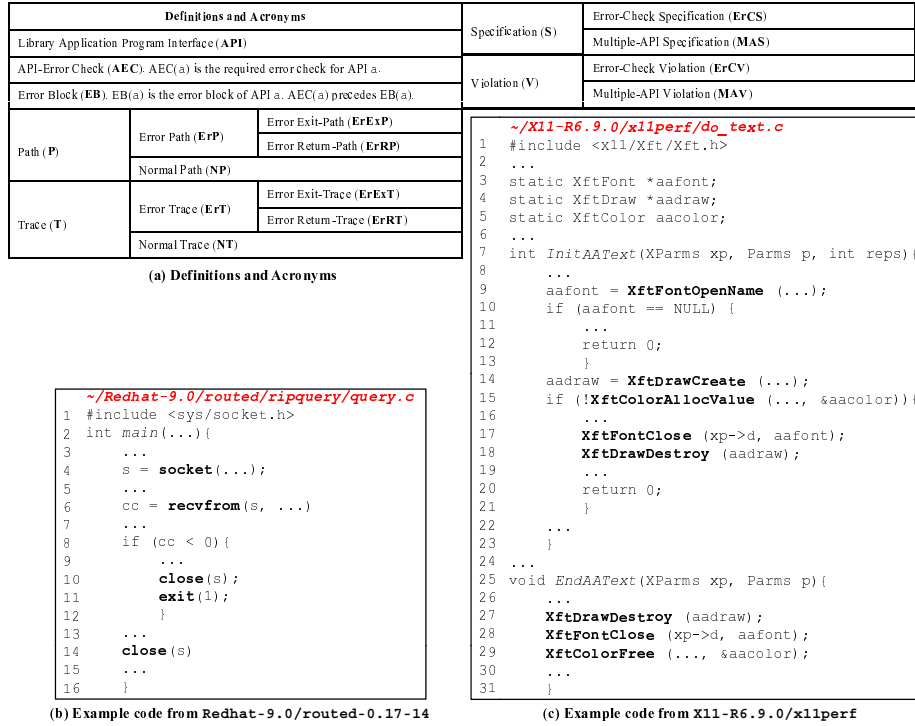 Definitions and Acronyms
Library Application Program Interface (API)
API-Error Check (AEC). AEC(a) is the required error check for API a.
Error Block (EB). EB(a) is the error block of API a. AEC(a) precedes EB(a).
Path (P)
Error Path (ErP)
Error Exit-Path (ErExP)
Error Return-Path (ErRP)
Normal Path (NP)
Trace (T)
Error Trace (ErT)
Error Exit-Trace (ErExT)
Error Return-Trace (ErRT)
Normal Trace (NT)
Specification (S)
Error-Check Specification (ErCS)
Multiple-API Specification (MAS)
Violation (V)
Error-Check Violation (ErCV)
Multiple-API Violation (MAV)
(a) Definitions and Acronyms
~/Redhat-9.0/routed/ripquery/query.c
1 #include <sys/socket.h>
2 int main(...){
3 ...
4 s = socket(...);
5 ...
6 cc = recvfrom(s, ...)
7 ...
8 if (cc < 0){
9 ...
10 close(s);
11 exit(1);
12 }
13 ...
14 close(s)
15 ...
16 }
(b) Example code from Redhat-9.0/routed-0.17-14
~/X11-R6.9.0/x11perf/do_text.c
1 #include <x11/Xft/Xft.h>
2 ...
3 static XftFont *aafont;
4 static XftDraw *aadraw;
5 static XftColor aacolor;
6 ...
7 int InitAAText(XParms xp, Parms p, int reps){
8 ...
9 aafont = XftFontOpenName (...);
10 if (aafont == NULL) {
11 ...
12 return 0;
13 }
14 aadraw = XftDrawCreate (...);
15 if (!XftColorAllocValue (..., &aacolor)){
16 ...
17 XftFontClose (xp->d, aafont);
18 XftDrawDestroy (aadraw);
19 ...
20 return 0;
21 }
22 ...
23 }
24 ...
25 void EndAAText(XParms xp, Parms p){
26 ...
27 XftDrawDestroy (aadraw);
28 XftFontClose (xp->d, aafont);
29 XftColorFree (..., &aacolor);
30 ...
31 }
(c) Example code from X11-R6.9.0/x11perf